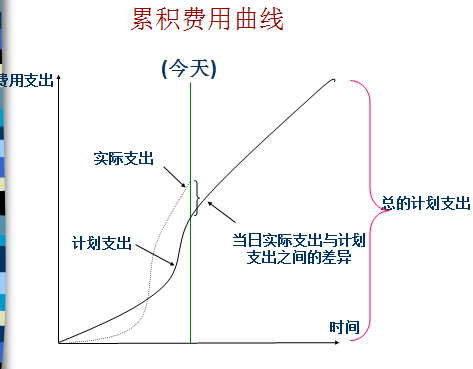 累积费用曲线
(今天)
费用支出
实际支出
总的计划支出
计划支出
当日实际支出与计划
支出之间的差异
时间